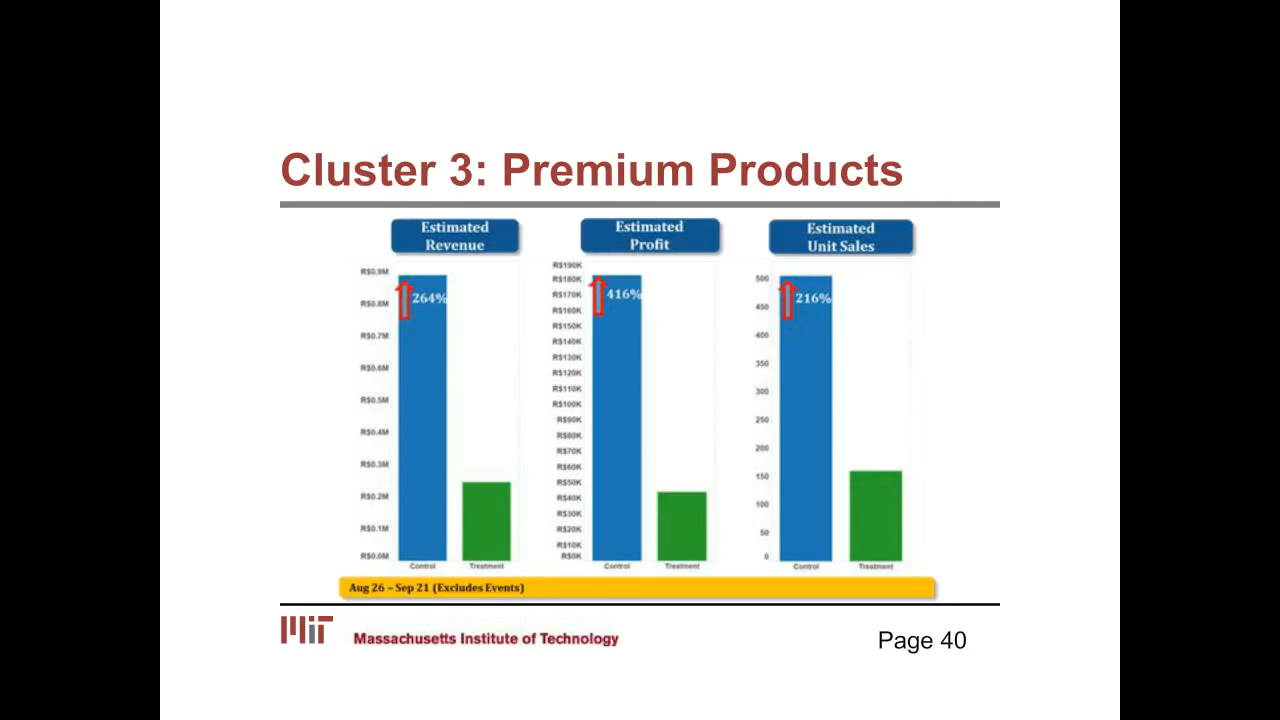 Cluster 3: Premium Products
Estimated
Revenue
R$0.9M
R$0.8M
R$0.7M
R$0.6M
R$0.5M
R$0.4M
R$0.3M
R$0.2M
R$0.1M
R$0.0M
264%
Control
Treatment
Estimated
Profit
R$190K
R$180K
R$170K
R$160K
R$150K
R$140K
R$130K
R$120K
R$110K
R$100K
R$90K
R$80K
R$70K
R$60K
R$50K
R$40K
R$30K
R$20K
R$10K
R$0K
416%
Control
Treatment
Estimated
Unit Sales
500
450
400
350
300
250
200
150
100
50
0
216%
Control
Treatment
Aug 26 – Sep 21 (Excludes Events)
MIT
Massachusetts Institute of Technology
Page 40